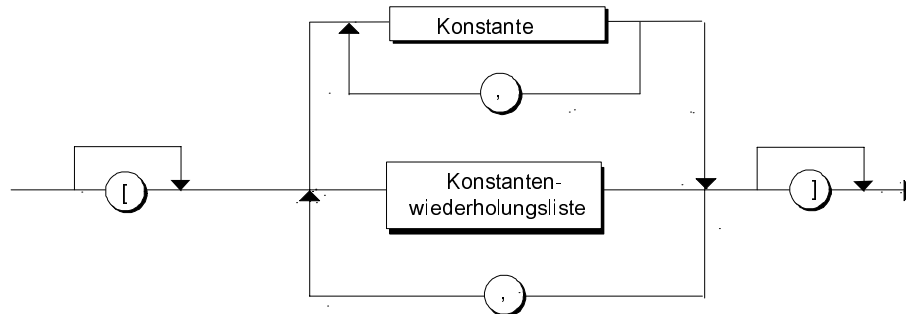 Konstante
,
[
Konstanten-
wiederholungsliste
]
,